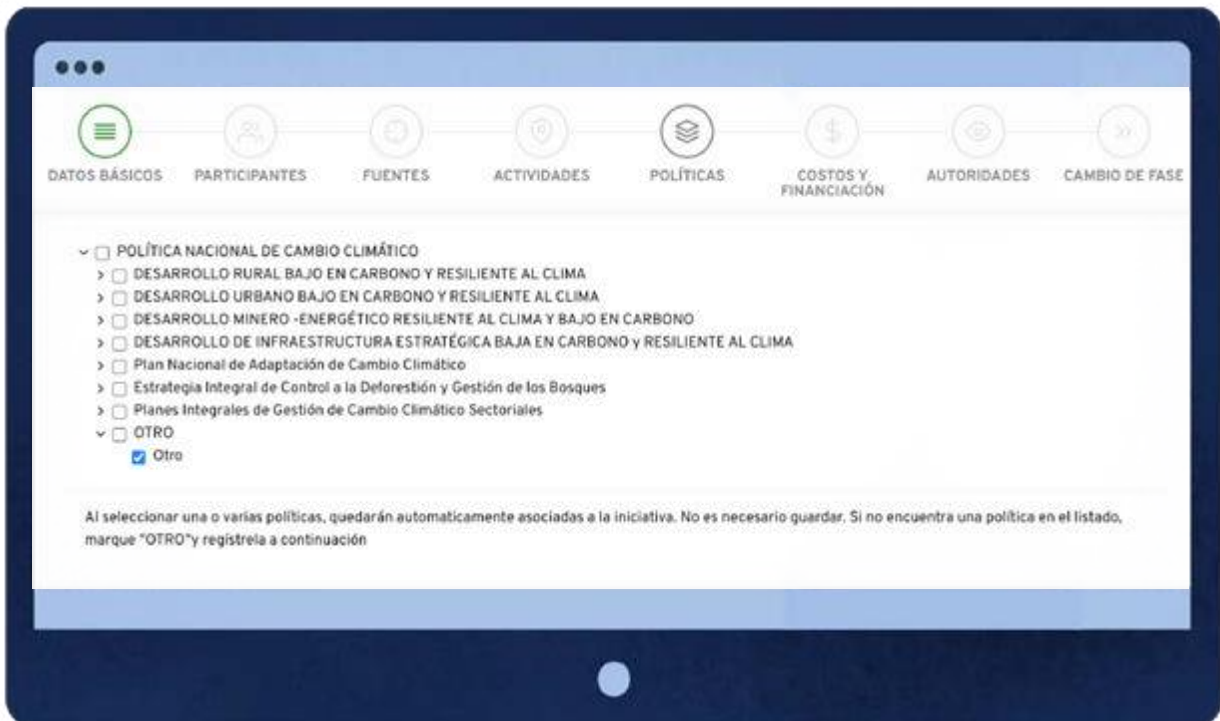 DATOS BÁSICOS
PARTICIPANTES
FUENTES
ACTIVIDADES
POLÍTICAS
COSTOS Y
FINANCIACIÓN
AUTORIDADES
CAMBIO DE FASE
POLÍTICA NACIONAL DE CAMBIO CLIMÁTICO
DESARROLLO RURAL BAJO EN CARBONO Y RESILIENTE AL CLIMA
DESARROLLO URBANO BAJO EN CARBONO Y RESILIENTE AL CLIMA
DESARROLLO MINERO -ENERGÉTICO RESILIENTE AL CLIMA Y BAJO EN CARBONO
DESARROLLO DE INFRAESTRUCTURA ESTRATÉGICA BAJA EN CARBONO y RESILIENTE AL CLIMA
Plan Nacional de Adaptación de Cambio Climático
Estrategia Integral de Control a la Deforestión y Gestión de los Bosques
Planes Integrales de Gestión de Cambio Climático Sectoriales
OTRO
Otro
Al seleccionar una o varias políticas, quedarán automaticamente asociadas a la iniciativa. No es necesario guardar. Si no encuentra una política en el listado,
marque "OTRO"y regístrela a continuación